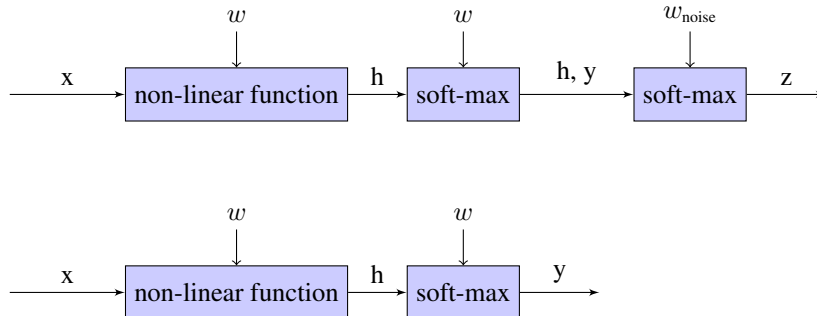 w w w_noise
x non-linear function h soft-max h, y soft-max z
w w
x non-linear function h soft-max y